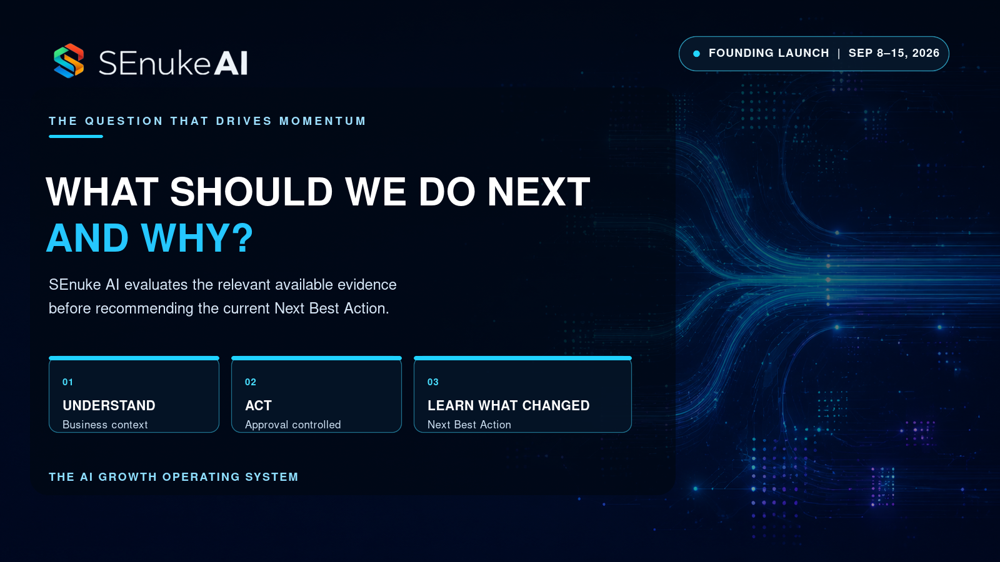 SEnukeAI
FOUNDING LAUNCH | SEP 8–15, 2026
THE QUESTION THAT DRIVES MOMENTUM
WHAT SHOULD WE DO NEXT
AND WHY?
SEnuke AI evaluates the relevant available evidence
before recommending the current Next Best Action.
01
UNDERSTAND
Business context
02
ACT
Approval controlled
03
LEARN WHAT CHANGED
Next Best Action
THE AI GROWTH OPERATING SYSTEM